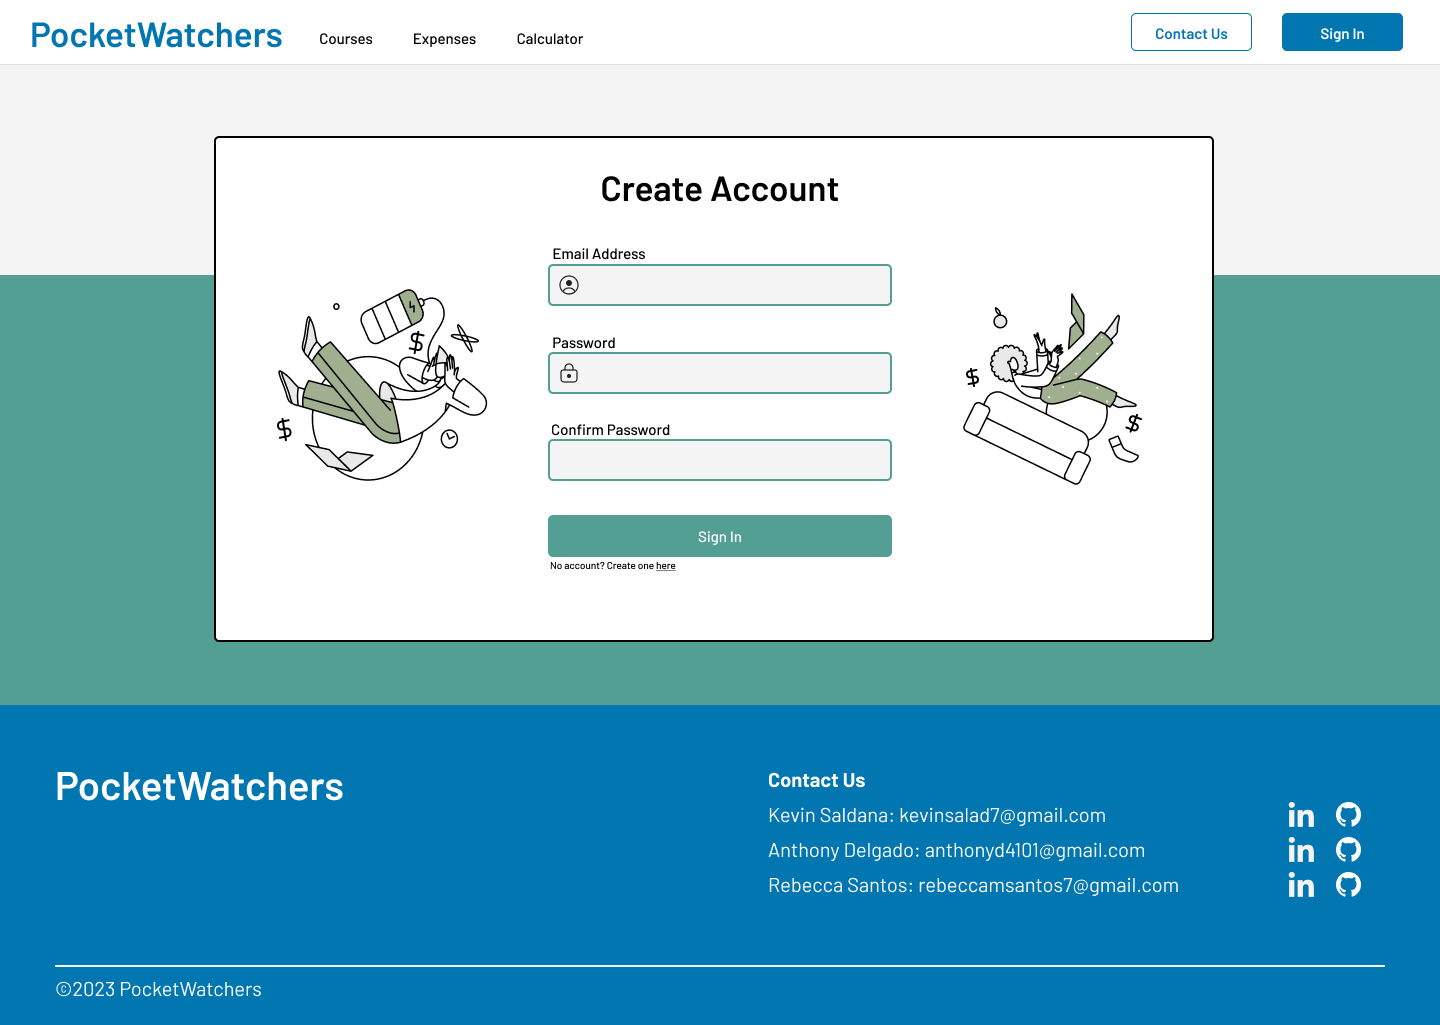 PocketWatchers
Courses
Expenses
Calculator
Contact Us
Sign In
Create Account
Email Address
Password
Confirm Password
Sign In
No account? Create one here
$
$
$
$
PocketWatchers
Contact Us
Kevin Saldana: kevinsalad7@gmail.com
in
Anthony Delgado: anthonyd4101@gmail.com
in
Rebecca Santos: rebeccamsantos7@gmail.com
in
©2023 PocketWatchers